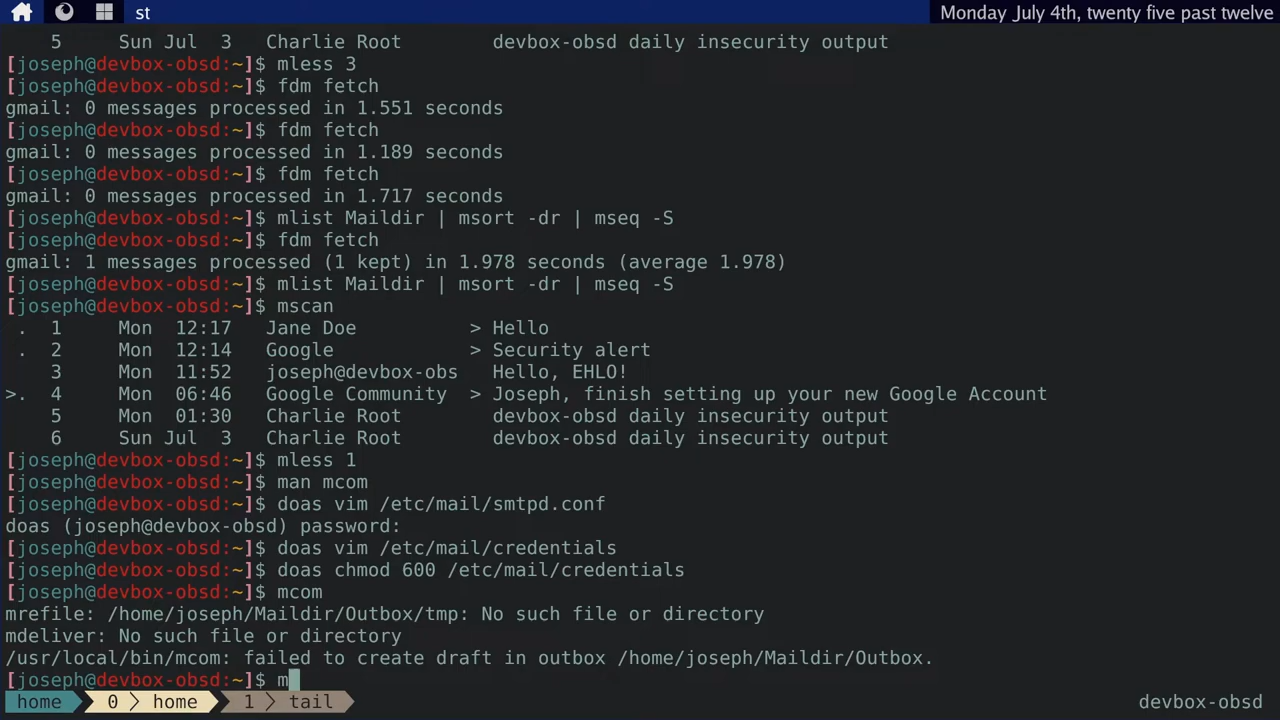 st
Monday July 4th, twenty five past twelve
5 Sun Jul 3 Charlie Root devbox-obsd daily insecurity output
[joseph@devbox-obsd:~]$ mless 3
[joseph@devbox-obsd:~]$ fdm fetch
gmail: 0 messages processed in 1.551 seconds
[joseph@devbox-obsd:~]$ fdm fetch
gmail: 0 messages processed in 1.189 seconds
[joseph@devbox-obsd:~]$ fdm fetch
gmail: 0 messages processed in 1.717 seconds
[joseph@devbox-obsd:~]$ mlist Maildir | msort -dr | mseq -S
[joseph@devbox-obsd:~]$ fdm fetch
gmail: 1 messages processed (1 kept) in 1.978 seconds (average 1.978)
[joseph@devbox-obsd:~]$ mlist Maildir | msort -dr | mseq -S
[joseph@devbox-obsd:~]$ mscan
. 1 Mon 12:17 Jane Doe > Hello
. 2 Mon 12:14 Google > Security alert
3 Mon 11:52 joseph@devbox-obs Hello, EHLO!
>. 4 Mon 06:46 Google Community > Joseph, finish setting up your new Google Account
5 Mon 01:30 Charlie Root devbox-obsd daily insecurity output
6 Sun Jul 3 Charlie Root devbox-obsd daily insecurity output
[joseph@devbox-obsd:~]$ mless 1
[joseph@devbox-obsd:~]$ man mcom
[joseph@devbox-obsd:~]$ doas vim /etc/mail/smtpd.conf
doas (joseph@devbox-obsd) password:
[joseph@devbox-obsd:~]$ doas vim /etc/mail/credentials
[joseph@devbox-obsd:~]$ doas chmod 600 /etc/mail/credentials
[joseph@devbox-obsd:~]$ mcom
mrefile: /home/joseph/Maildir/Outbox/tmp: No such file or directory
mdeliver: No such file or directory
/usr/local/bin/mcom: failed to create draft in outbox /home/joseph/Maildir/Outbox.
[joseph@devbox-obsd:~]$ m
home 0 > home 1 > tail devbox-obsd